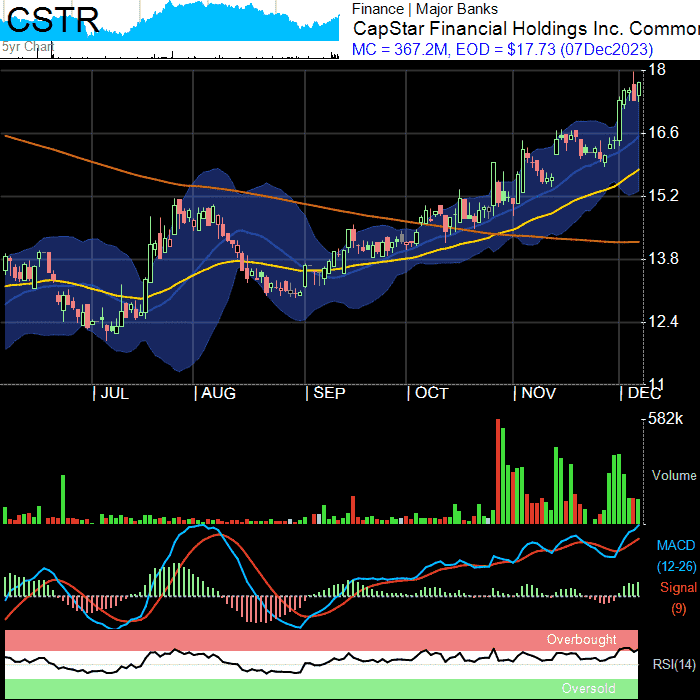 CSTR
5yr Chart
Finance | Major Banks
CapStar Financial Holdings Inc. Common
MC = 367.2M, EOD = $17.73 (07Dec2023)
18
16.6
15.2
13.8
12.4
11
JUL AUG SEP OCT NOV DEC
582k
Volume
MACD
(12-26)
Signal
(9)
Overbought
RSI(14)
Oversold